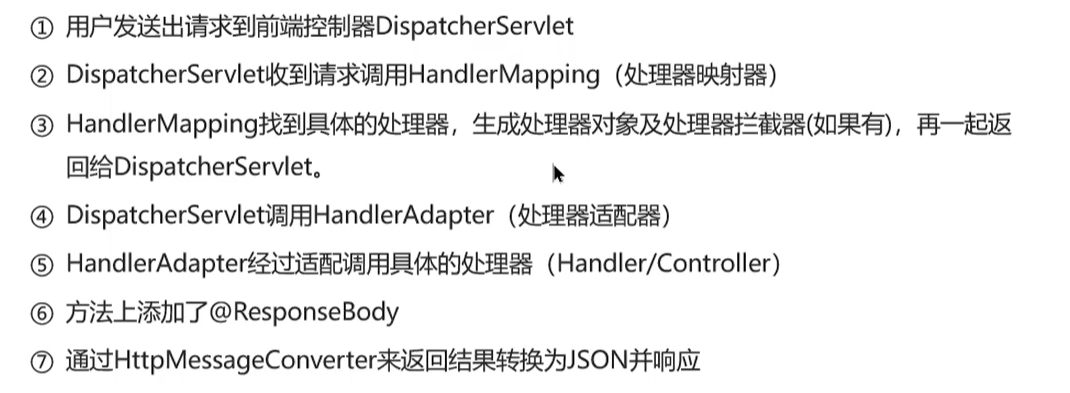 ① 用户发送出请求到前端控制器DispatcherServlet
② DispatcherServlet收到请求调用HandlerMapping（处理器映射器）
③ HandlerMapping找到具体的处理器，生成处理器对象及处理器拦截器(如果有)，再一起返
回给DispatcherServlet。
④ DispatcherServlet调用HandlerAdapter（处理器适配器）
⑤ HandlerAdapter经过适配调用具体的处理器（Handler/Controller）
⑥ 方法上添加了@ResponseBody
⑦ 通过HttpMessageConverter来返回结果转换为JSON并响应